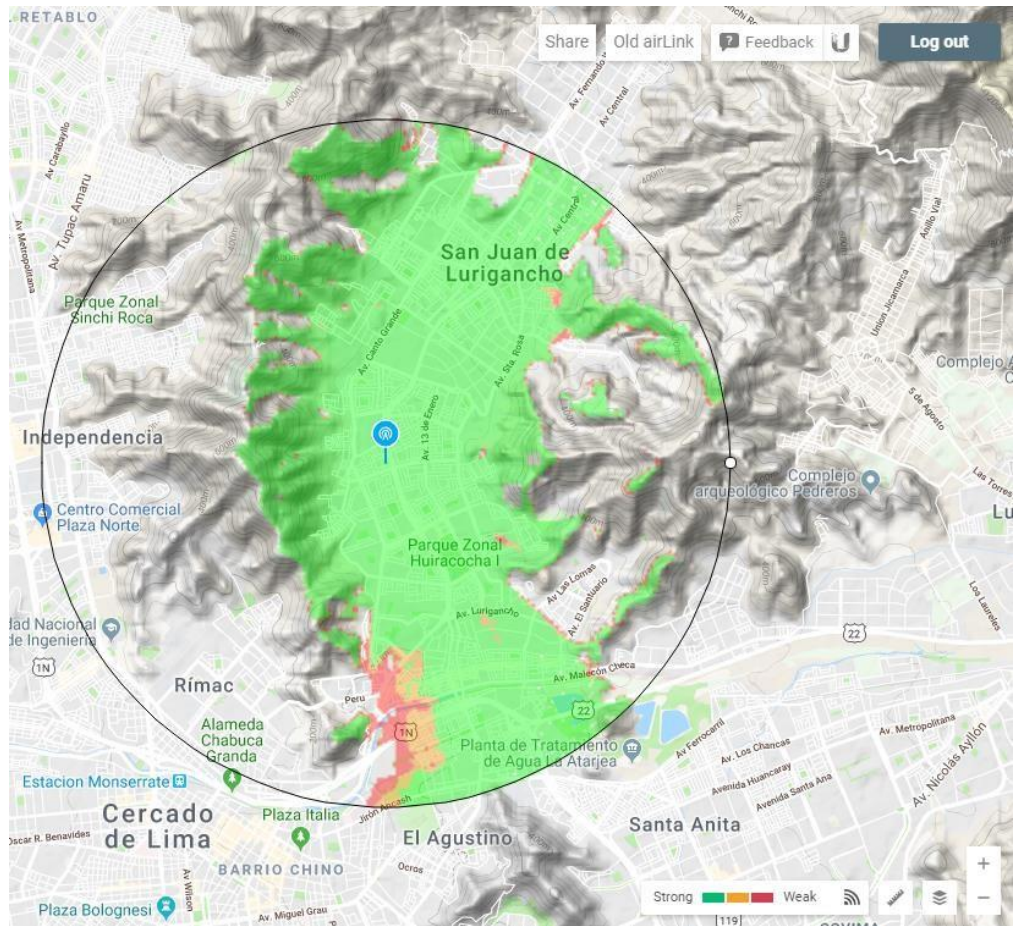 RETABLO
Share
Old airLink
Feedback
Log out
Av. Fernando
Av Central
400m
Av Carabayllo
Av. Tupac Amaru
Av Metropolitana
Anillo Vial
Av Central
San Juan de
Lurigancho
Parque Zonal
Sinchi Roca
Av. Canto Grande
Av. Sta. Rosa
Union Jicamarca
Complejo A
5 de Agosto
Av. 13 de Enero
Independencia
Complejo
arqueológico Pedreros
Las Torres
Lu
Centro Comercial
Plaza Norte
Parque Zonal
Huiracocha I
Av Las Lomas
Av. El Santuario
Los Laureles
Av. Lurigancho
dad Nacional
de Ingeniería
1N
22
Av. Malecón Checa
Rímac
Peru
22
1N
Alameda
Chabuca
Granda
Planta de Tratamiento
de Agua La Atarjea
Av Ferrocarril
Av. Metropolitana
Av. Los Chancas
Avenida Huancaray
Avenida Santa Ana
Av. Nicolás Ayllón
Estacion Monserrate
Cercado
de Lima
Plaza Italia
Jirón Ancash
El Agustino
Santa Anita
Oscar R. Benavides
BARRIO CHINO
Ocros
Av Wilson
Plaza Bolognesi
Av. Miguel Grau
Strong
Weak
119
+
−